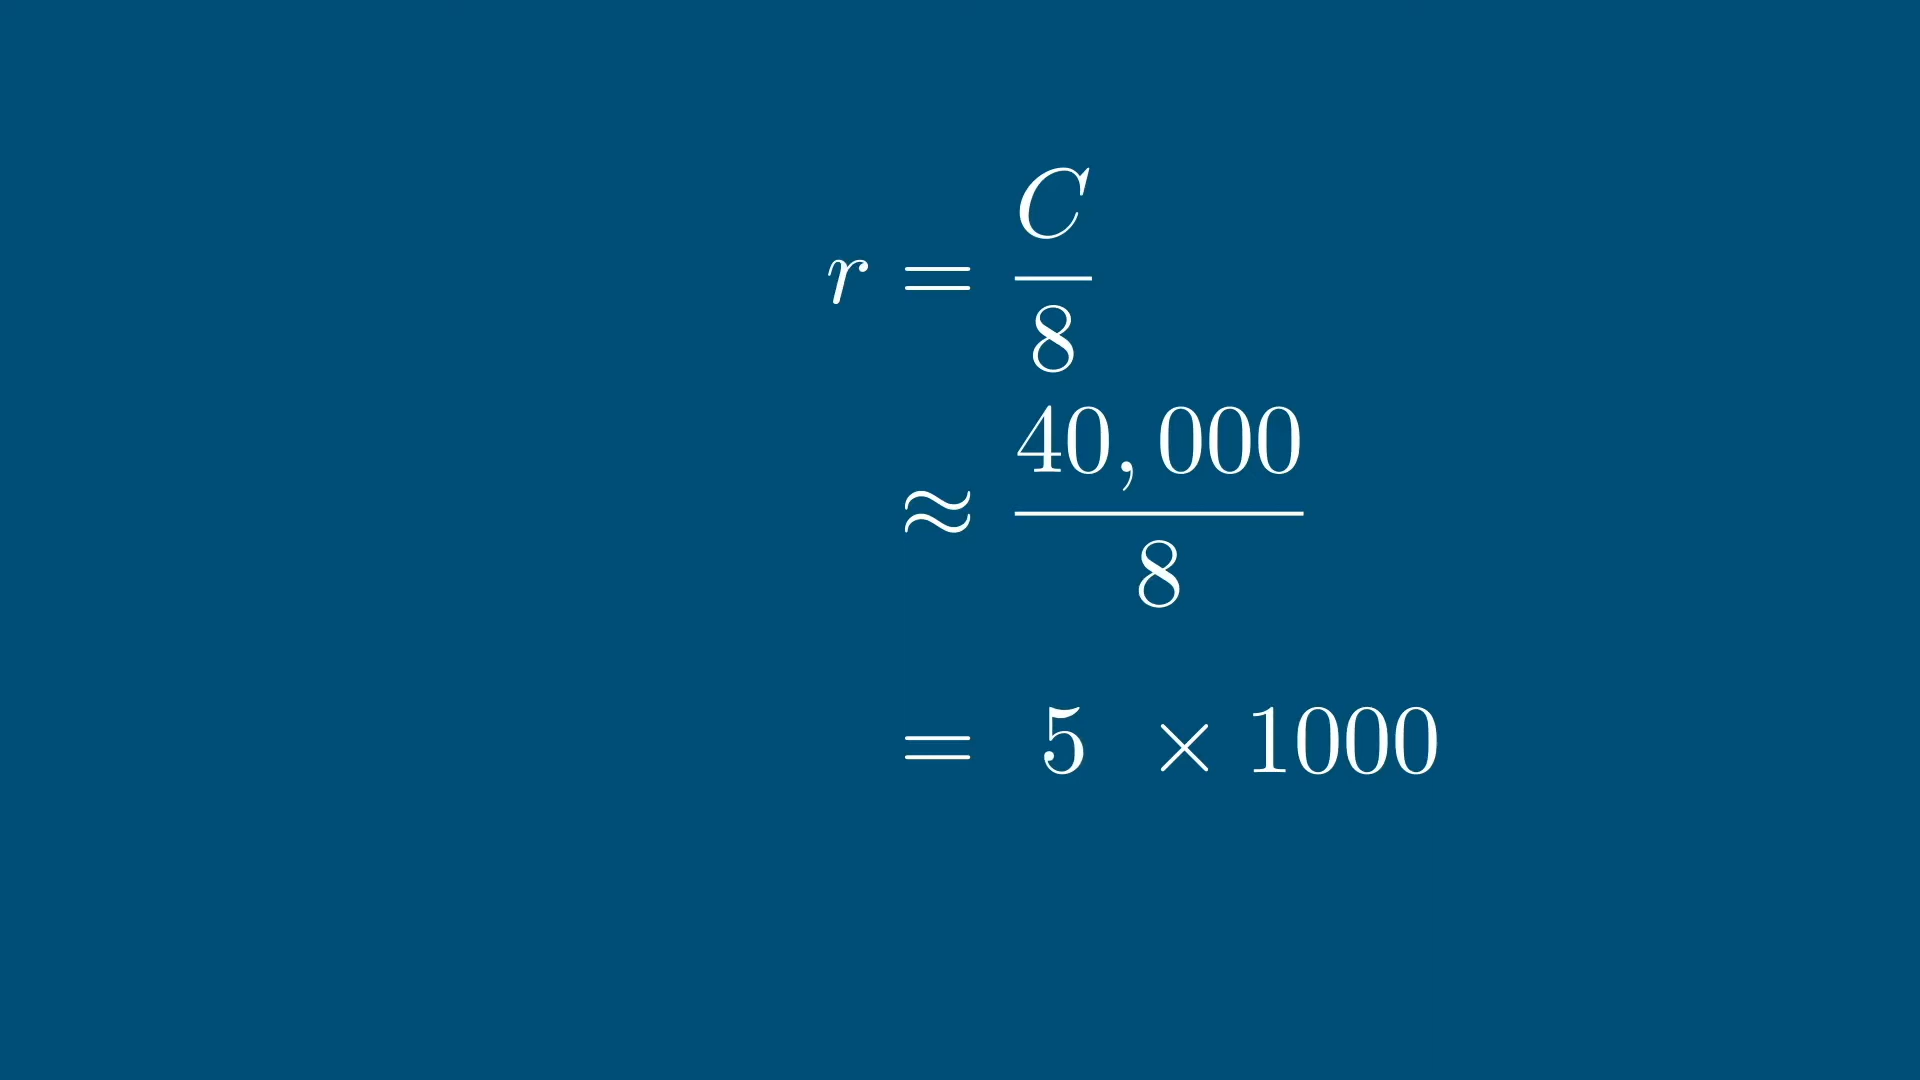 r = C/8
≈ 40,000/8
= 5 × 1000